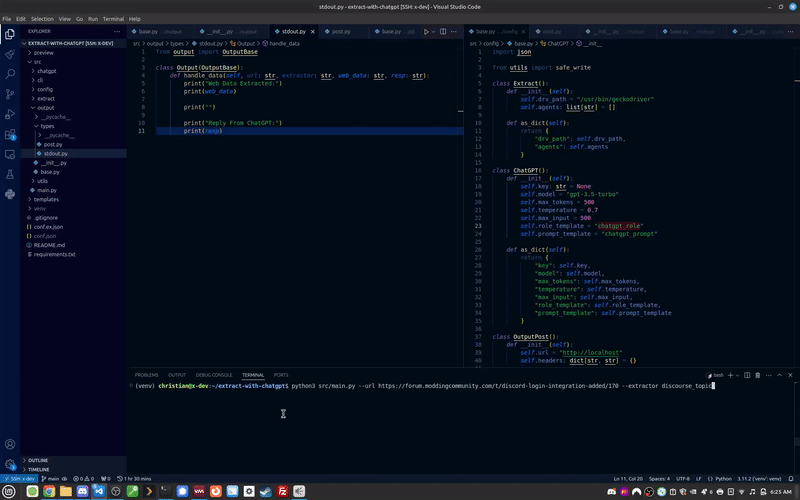 stdout.py - extract-with-chatgpt [SSH: x-dev] - Visual Studio Code
File Edit Selection View Go Run Terminal Help
EXPLORER
EXTRACT-WITH-CHATGPT [SSH: X-DEV]
preview
src
chatgpt
cli
config
extract
output
__pycache__
types
__pycache__
post.py
stdout.py
__init__.py
base.py
utils
main.py
templates
venv
.gitignore
conf.ex.json
conf.json
README.md
requirements.txt
OUTLINE
TIMELINE
base.py .../output
__init__.py
stdout.py
post.py
base.py
src > output > types > stdout.py > Output > handle_data
1 from output import OutputBase
2
3 class Output(OutputBase):
4 def handle_data(self, url: str, extractor: str, web_data: str, resp: str):
5 print("Web Data Extracted:")
6 print(web_data)
7
8 print("")
9
10 print("Reply From ChatGPT:")
11 print(resp)
base.py .../config
src > config > base.py > ChatGPT > __init__
1 import json
2
3 from utils import safe_write
4
5 class Extract():
6 def __init__(self):
7 self.drv_path = "/usr/bin/geckodriver"
8 self.agents: list[str] = []
9
10 def as_dict(self):
11 return {
12 "drv_path": self.drv_path,
13 "agents": self.agents
14 }
15
16 class ChatGPT():
17 def __init__(self):
18 self.key: str = None
19 self.model = "gpt-3.5-turbo"
20 self.max_tokens = 500
21 self.temperature = 0.7
22 self.max_input = 500
23 self.role_template = "chatgpt_role"
24 self.prompt_template = "chatgpt_prompt"
25
26 def as_dict(self):
27 return {
28 "key": self.key,
29 "model": self.model,
30 "max_tokens": self.max_tokens,
31 "temperature": self.temperature,
32 "max_input": self.max_input,
33 "role_template": self.role_template,
34 "prompt_template": self.prompt_template
35 }
36
37 class OutputPost():
38 def __init__(self):
39 self.url = "http://localhost"
40 self.headers: dict[str, str] = {}
PROBLEMS OUTPUT DEBUG CONSOLE TERMINAL PORTS
bash
(venv) christian@x-dev:~/extract-with-chatgpt$ python3 src/main.py --url https://forum.moddingcommunity.com/t/discord-login-integration-added/170 --extractor discourse_topic
SSH: x-dev main 0 0 0 1 hr 30 mins
Ln 11, Col 20 Spaces: 4 UTF-8 LF Python 3.11.2 ('venv': venv)
6:25 AM